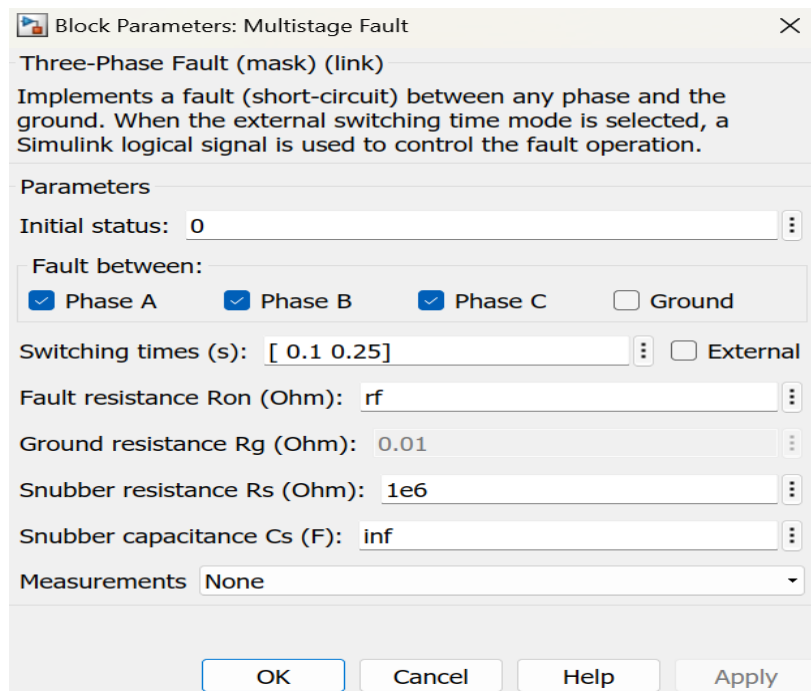 Block Parameters: Multistage Fault
Three-Phase Fault (mask) (link)
Implements a fault (short-circuit) between any phase and the
ground. When the external switching time mode is selected, a
Simulink logical signal is used to control the fault operation.
Parameters
Initial status: 0
Fault between:
Phase A Phase B Phase C Ground
Switching times (s): [ 0.1 0.25] External
Fault resistance Ron (Ohm): rf
Ground resistance Rg (Ohm): 0.01
Snubber resistance Rs (Ohm): 1e6
Snubber capacitance Cs (F): inf
Measurements None
OK Cancel Help Apply